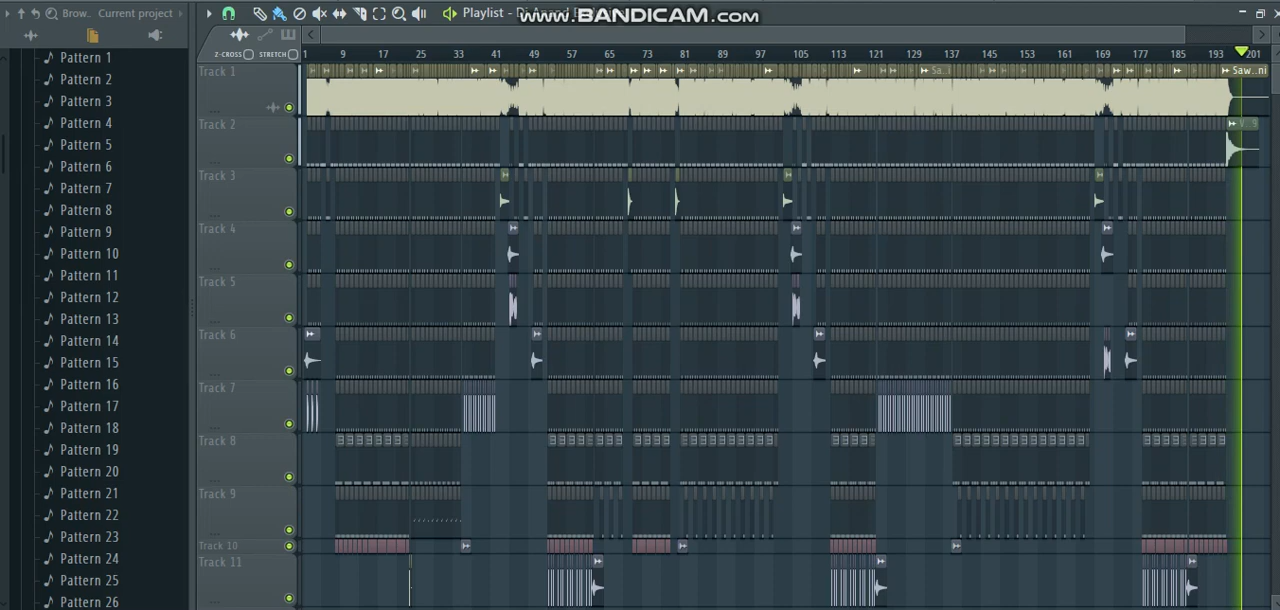 Brow.. Current project
Playlist -
www.BANDICAM.com
Z-CROSS STRETCH
1 9 17 25 33 41 49 57 65 73 81 89 97 105 113 121 129 137 145 153 161 169 177 185 193 201
Pattern 1
Pattern 2
Pattern 3
Pattern 4
Pattern 5
Pattern 6
Pattern 7
Pattern 8
Pattern 9
Pattern 10
Pattern 11
Pattern 12
Pattern 13
Pattern 14
Pattern 15
Pattern 16
Pattern 17
Pattern 18
Pattern 19
Pattern 20
Pattern 21
Pattern 22
Pattern 23
Pattern 24
Pattern 25
Pattern 26
Track 1
Saw..ni
Track 2
Track 3
Track 4
Track 5
Track 6
Track 7
Track 8
Track 9
Track 10
Track 11